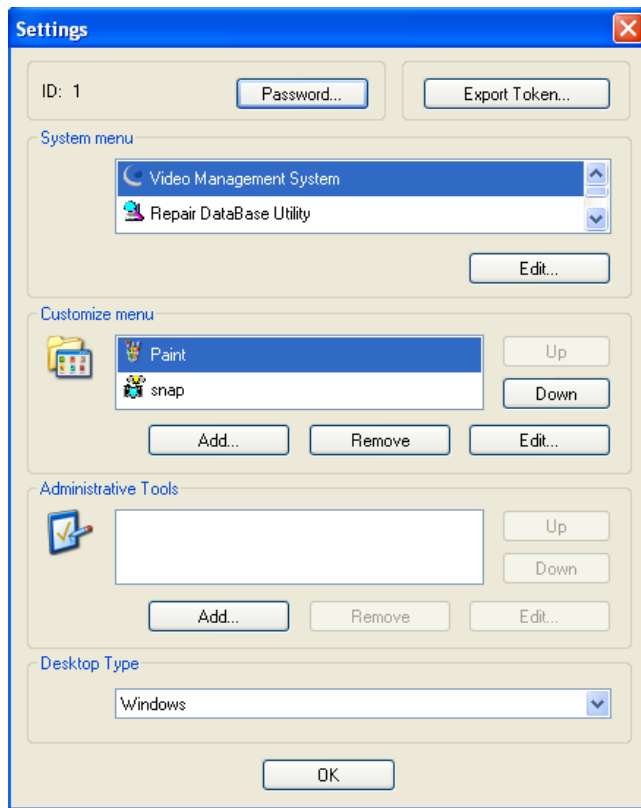 Settings
ID: 1
Password...
Export Token...
System menu
Video Management System
Repair DataBase Utility
Edit...
Customize menu
Paint
Up
snap
Down
Add...
Remove
Edit...
Administrative Tools
Up
Down
Add...
Remove
Edit...
Desktop Type
Windows
OK